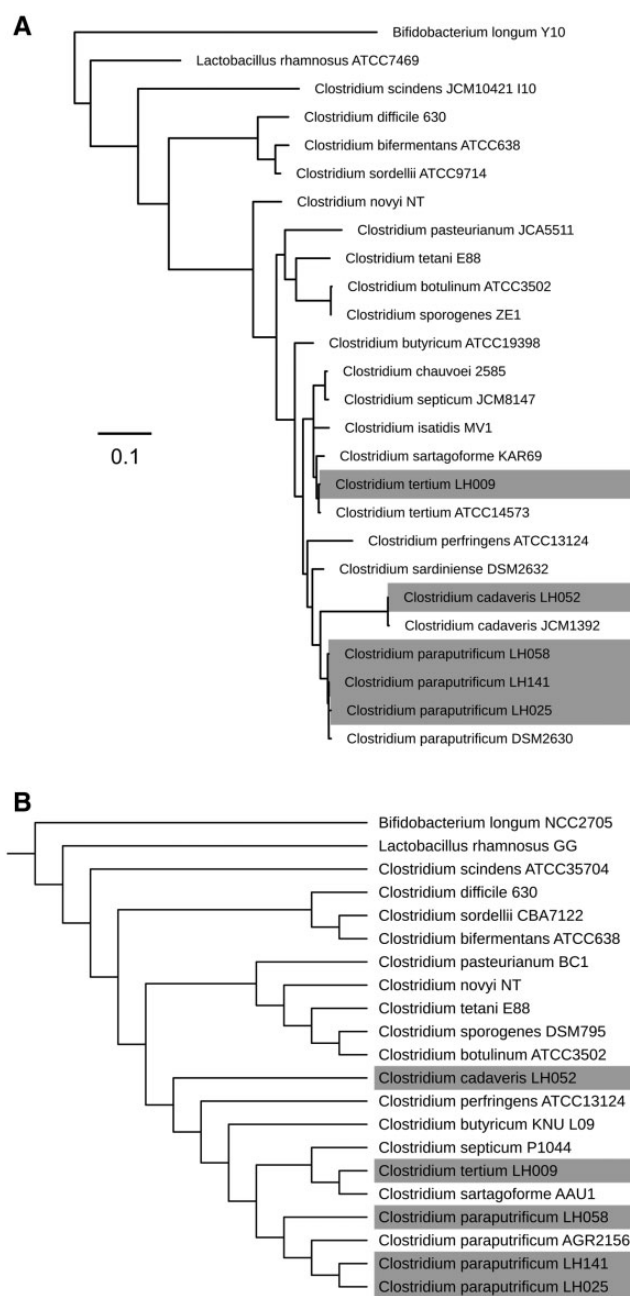 A
Bifidobacterium longum Y10
Lactobacillus rhamnosus ATCC7469
Clostridium scindens JCM10421 I10
Clostridium difficile 630
Clostridium bifermentans ATCC638
Clostridium sordellii ATCC9714
Clostridium novyi NT
Clostridium pasteurianum JCA5511
Clostridium tetani E88
Clostridium botulinum ATCC3502
Clostridium sporogenes ZE1
Clostridium butyricum ATCC19398
Clostridium chauvoei 2585
Clostridium septicum JCM8147
Clostridium isatidis MV1
0.1
Clostridium sartagoforme KAR69
Clostridium tertium LH009
Clostridium tertium ATCC14573
Clostridium perfringens ATCC13124
Clostridium sardiniense DSM2632
Clostridium cadaveris LH052
Clostridium cadaveris JCM1392
Clostridium paraputrificum LH058
Clostridium paraputrificum LH141
Clostridium paraputrificum LH025
Clostridium paraputrificum DSM2630
B
Bifidobacterium longum NCC2705
Lactobacillus rhamnosus GG
Clostridium scindens ATCC35704
Clostridium difficile 630
Clostridium sordellii CBA7122
Clostridium bifermentans ATCC638
Clostridium pasteurianum BC1
Clostridium novyi NT
Clostridium tetani E88
Clostridium sporogenes DSM795
Clostridium botulinum ATCC3502
Clostridium cadaveris LH052
Clostridium perfringens ATCC13124
Clostridium butyricum KNU L09
Clostridium septicum P1044
Clostridium tertium LH009
Clostridium sartagoforme AAU1
Clostridium paraputrificum LH058
Clostridium paraputrificum AGR2156
Clostridium paraputrificum LH141
Clostridium paraputrificum LH025